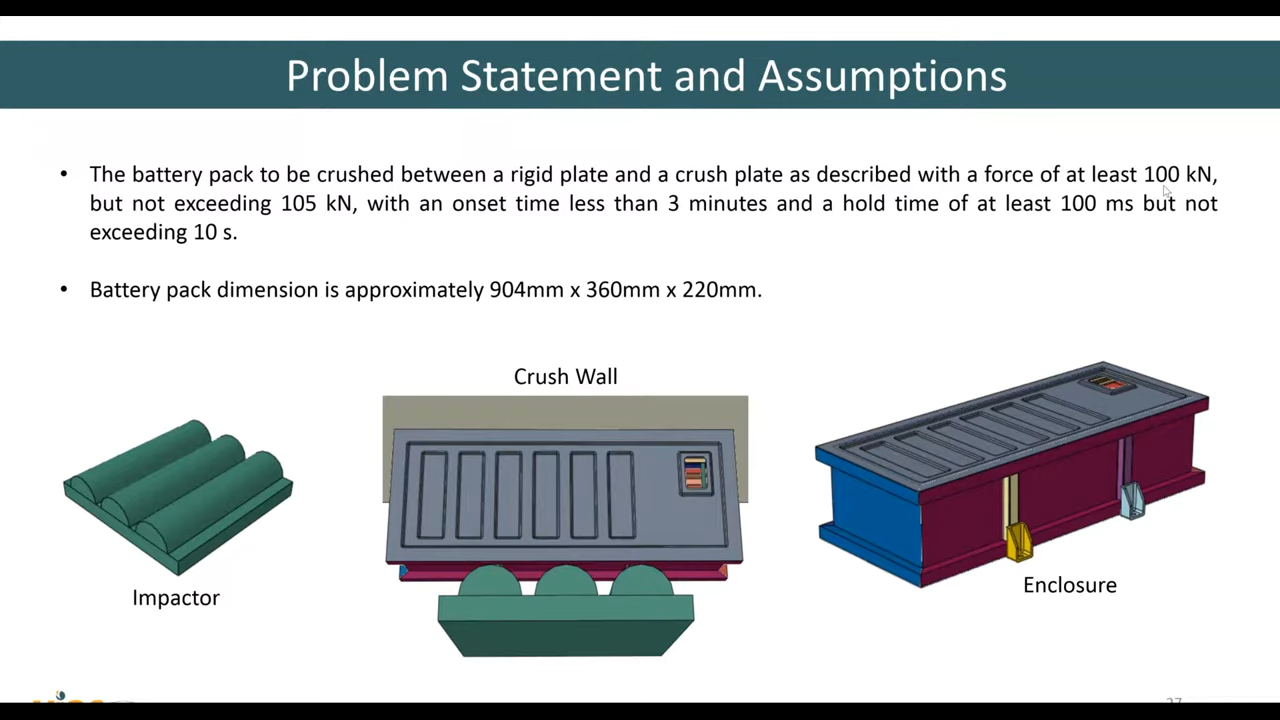 Problem Statement and Assumptions
• The battery pack to be crushed between a rigid plate and a crush plate as described with a force of at least 100 kN,
but not exceeding 105 kN, with an onset time less than 3 minutes and a hold time of at least 100 ms but not
exceeding 10 s.
• Battery pack dimension is approximately 904mm x 360mm x 220mm.
Crush Wall
Impactor
Enclosure